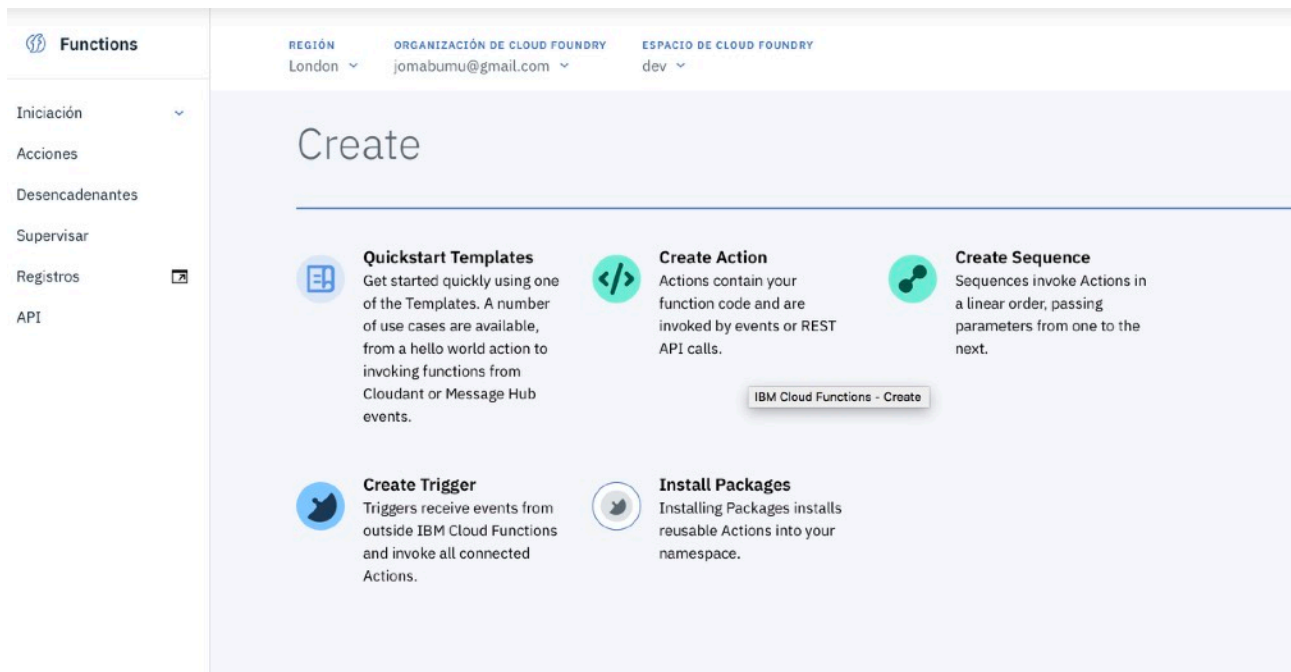 Functions
REGIÓN
London
ORGANIZACIÓN DE CLOUD FOUNDRY
jomabumu@gmail.com
ESPACIO DE CLOUD FOUNDRY
dev
Iniciación
Acciones
Desencadenantes
Supervisar
Registros
API
Create
Quickstart Templates
Get started quickly using one
of the Templates. A number
of use cases are available,
from a hello world action to
invoking functions from
Cloudant or Message Hub
events.
Create Action
Actions contain your
function code and are
invoked by events or REST
API calls.
IBM Cloud Functions - Create
Create Sequence
Sequences invoke Actions in
a linear order, passing
parameters from one to the
next.
Create Trigger
Triggers receive events from
outside IBM Cloud Functions
and invoke all connected
Actions.
Install Packages
Installing Packages installs
reusable Actions into your
namespace.